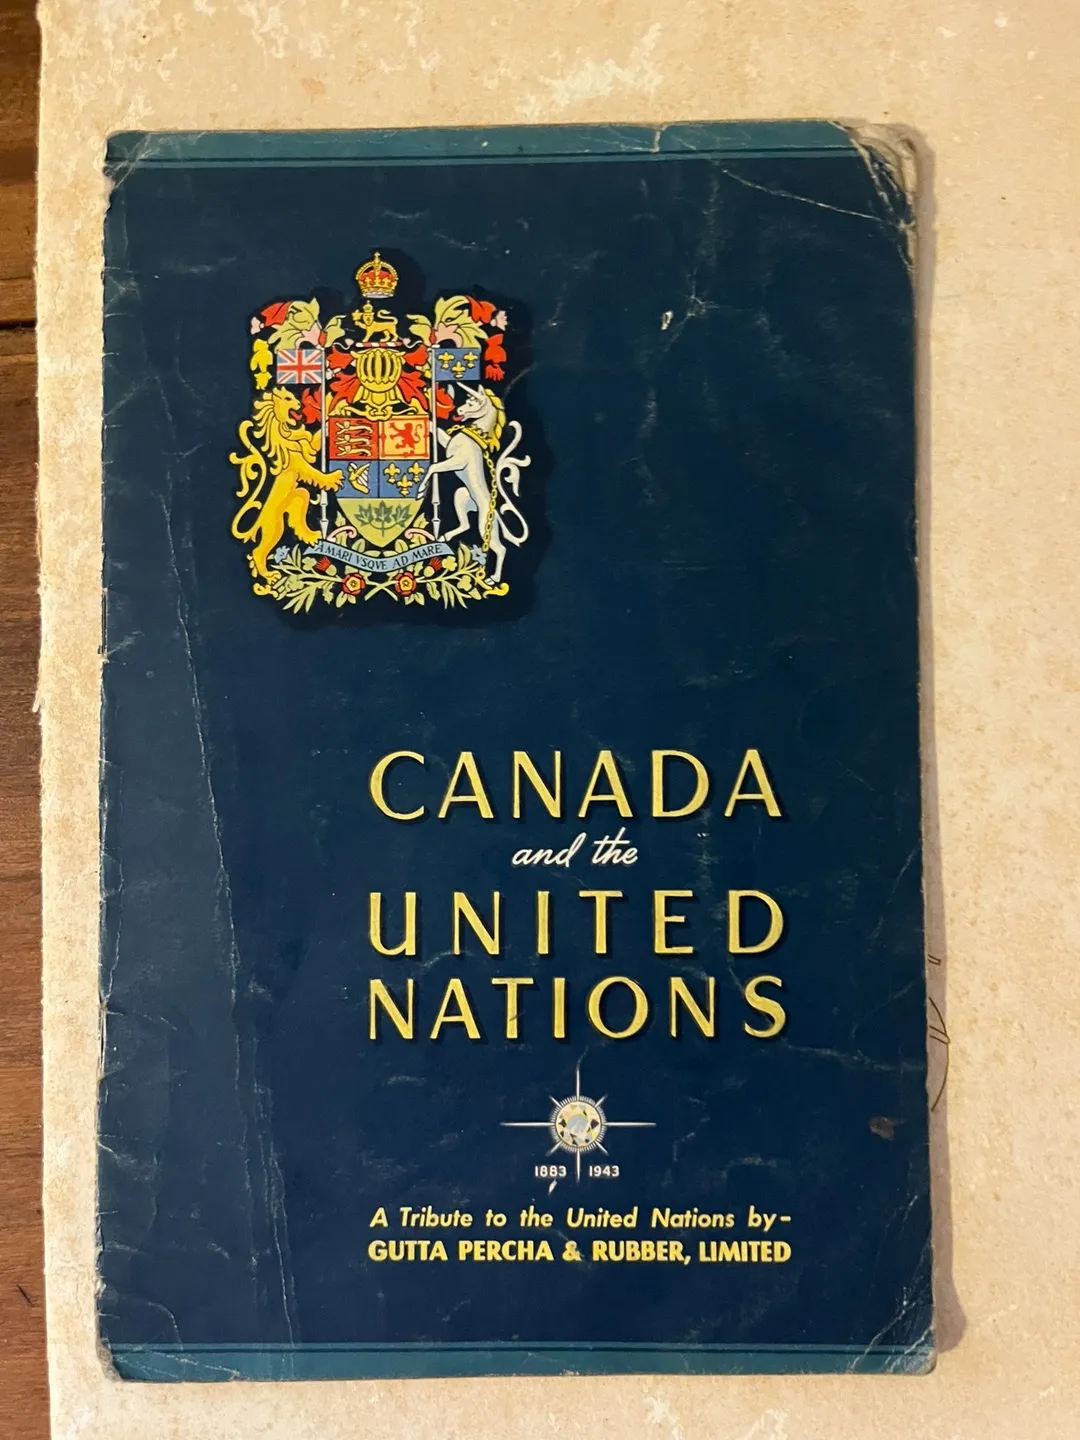 A MARI VSQVE AD MARE
CANADA
and the
UNITED
NATIONS
1883 1943
A Tribute to the United Nations by-
GUTTA PERCHA & RUBBER, LIMITED